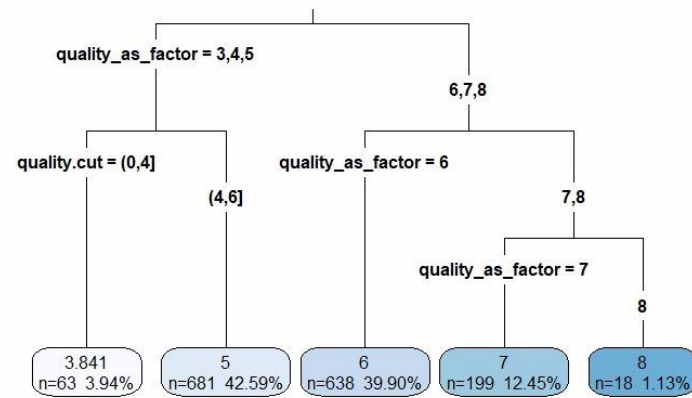 quality_as_factor = 3,4,5
6,7,8
quality.cut = (0,4]
quality_as_factor = 6
(4,6]
7,8
quality_as_factor = 7
8
3.841
n=63 3.94%
5
n=681 42.59%
6
n=638 39.90%
7
n=199 12.45%
8
n=18 1.13%